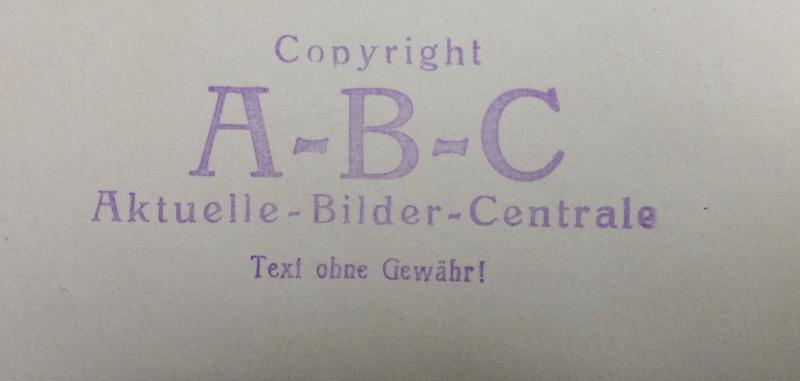 Copyright
A-B-C
Aktuelle-Bilder-Centrale
Text ohne Gewähr!